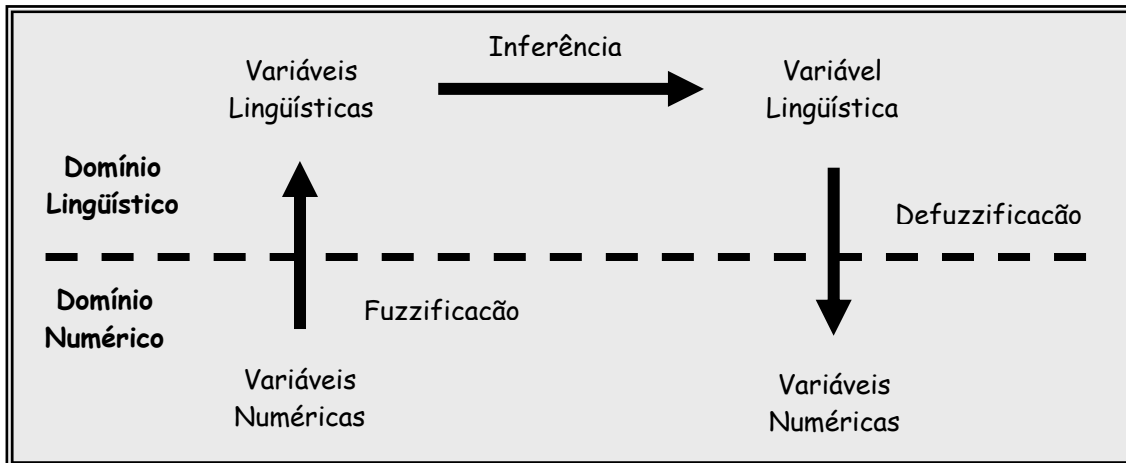 Inferência
Variáveis
Lingüísticas
Variável
Lingüística
Domínio
Lingüístico
Defuzzificacão
Domínio
Numérico
Fuzzificacão
Variáveis
Numéricas
Variáveis
Numéricas